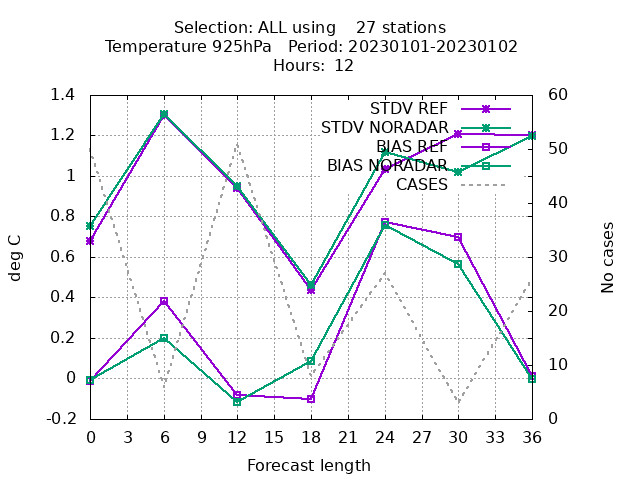 Selection: ALL using 27 stations
Temperature 925hPa Period: 20230101-20230102
Hours: 12
1.4
1.2
1
0.8
0.6
0.4
0.2
0
-0.2
60
50
40
30
20
10
0
STDV REF
STDV NORADAR
BIAS REF
BIAS NORADAR
CASES
deg C
No cases
0 3 6 9 12 15 18 21 24 27 30 33 36
Forecast length